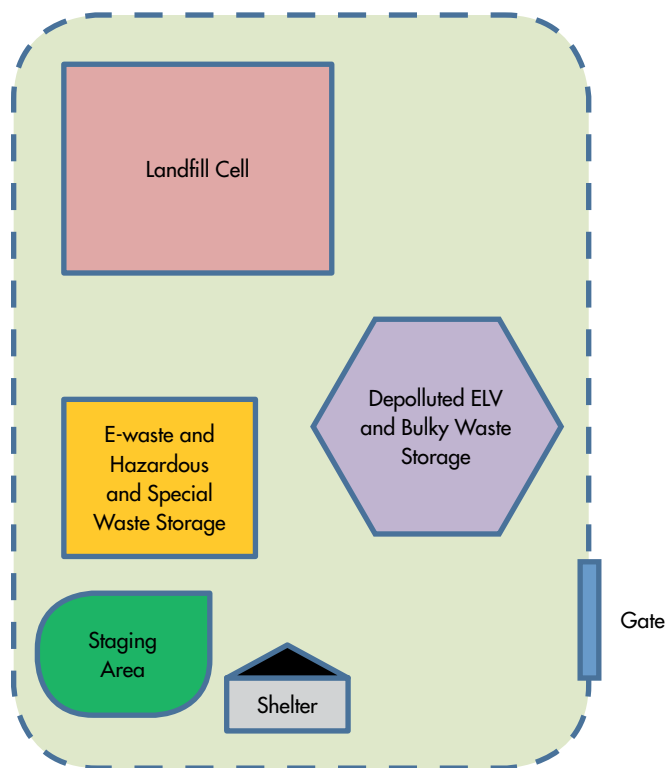 Landfill Cell
Depolluted ELV
and Bulky Waste
Storage
E-waste and
Hazardous
and Special
Waste Storage
Gate
Staging
Area
Shelter